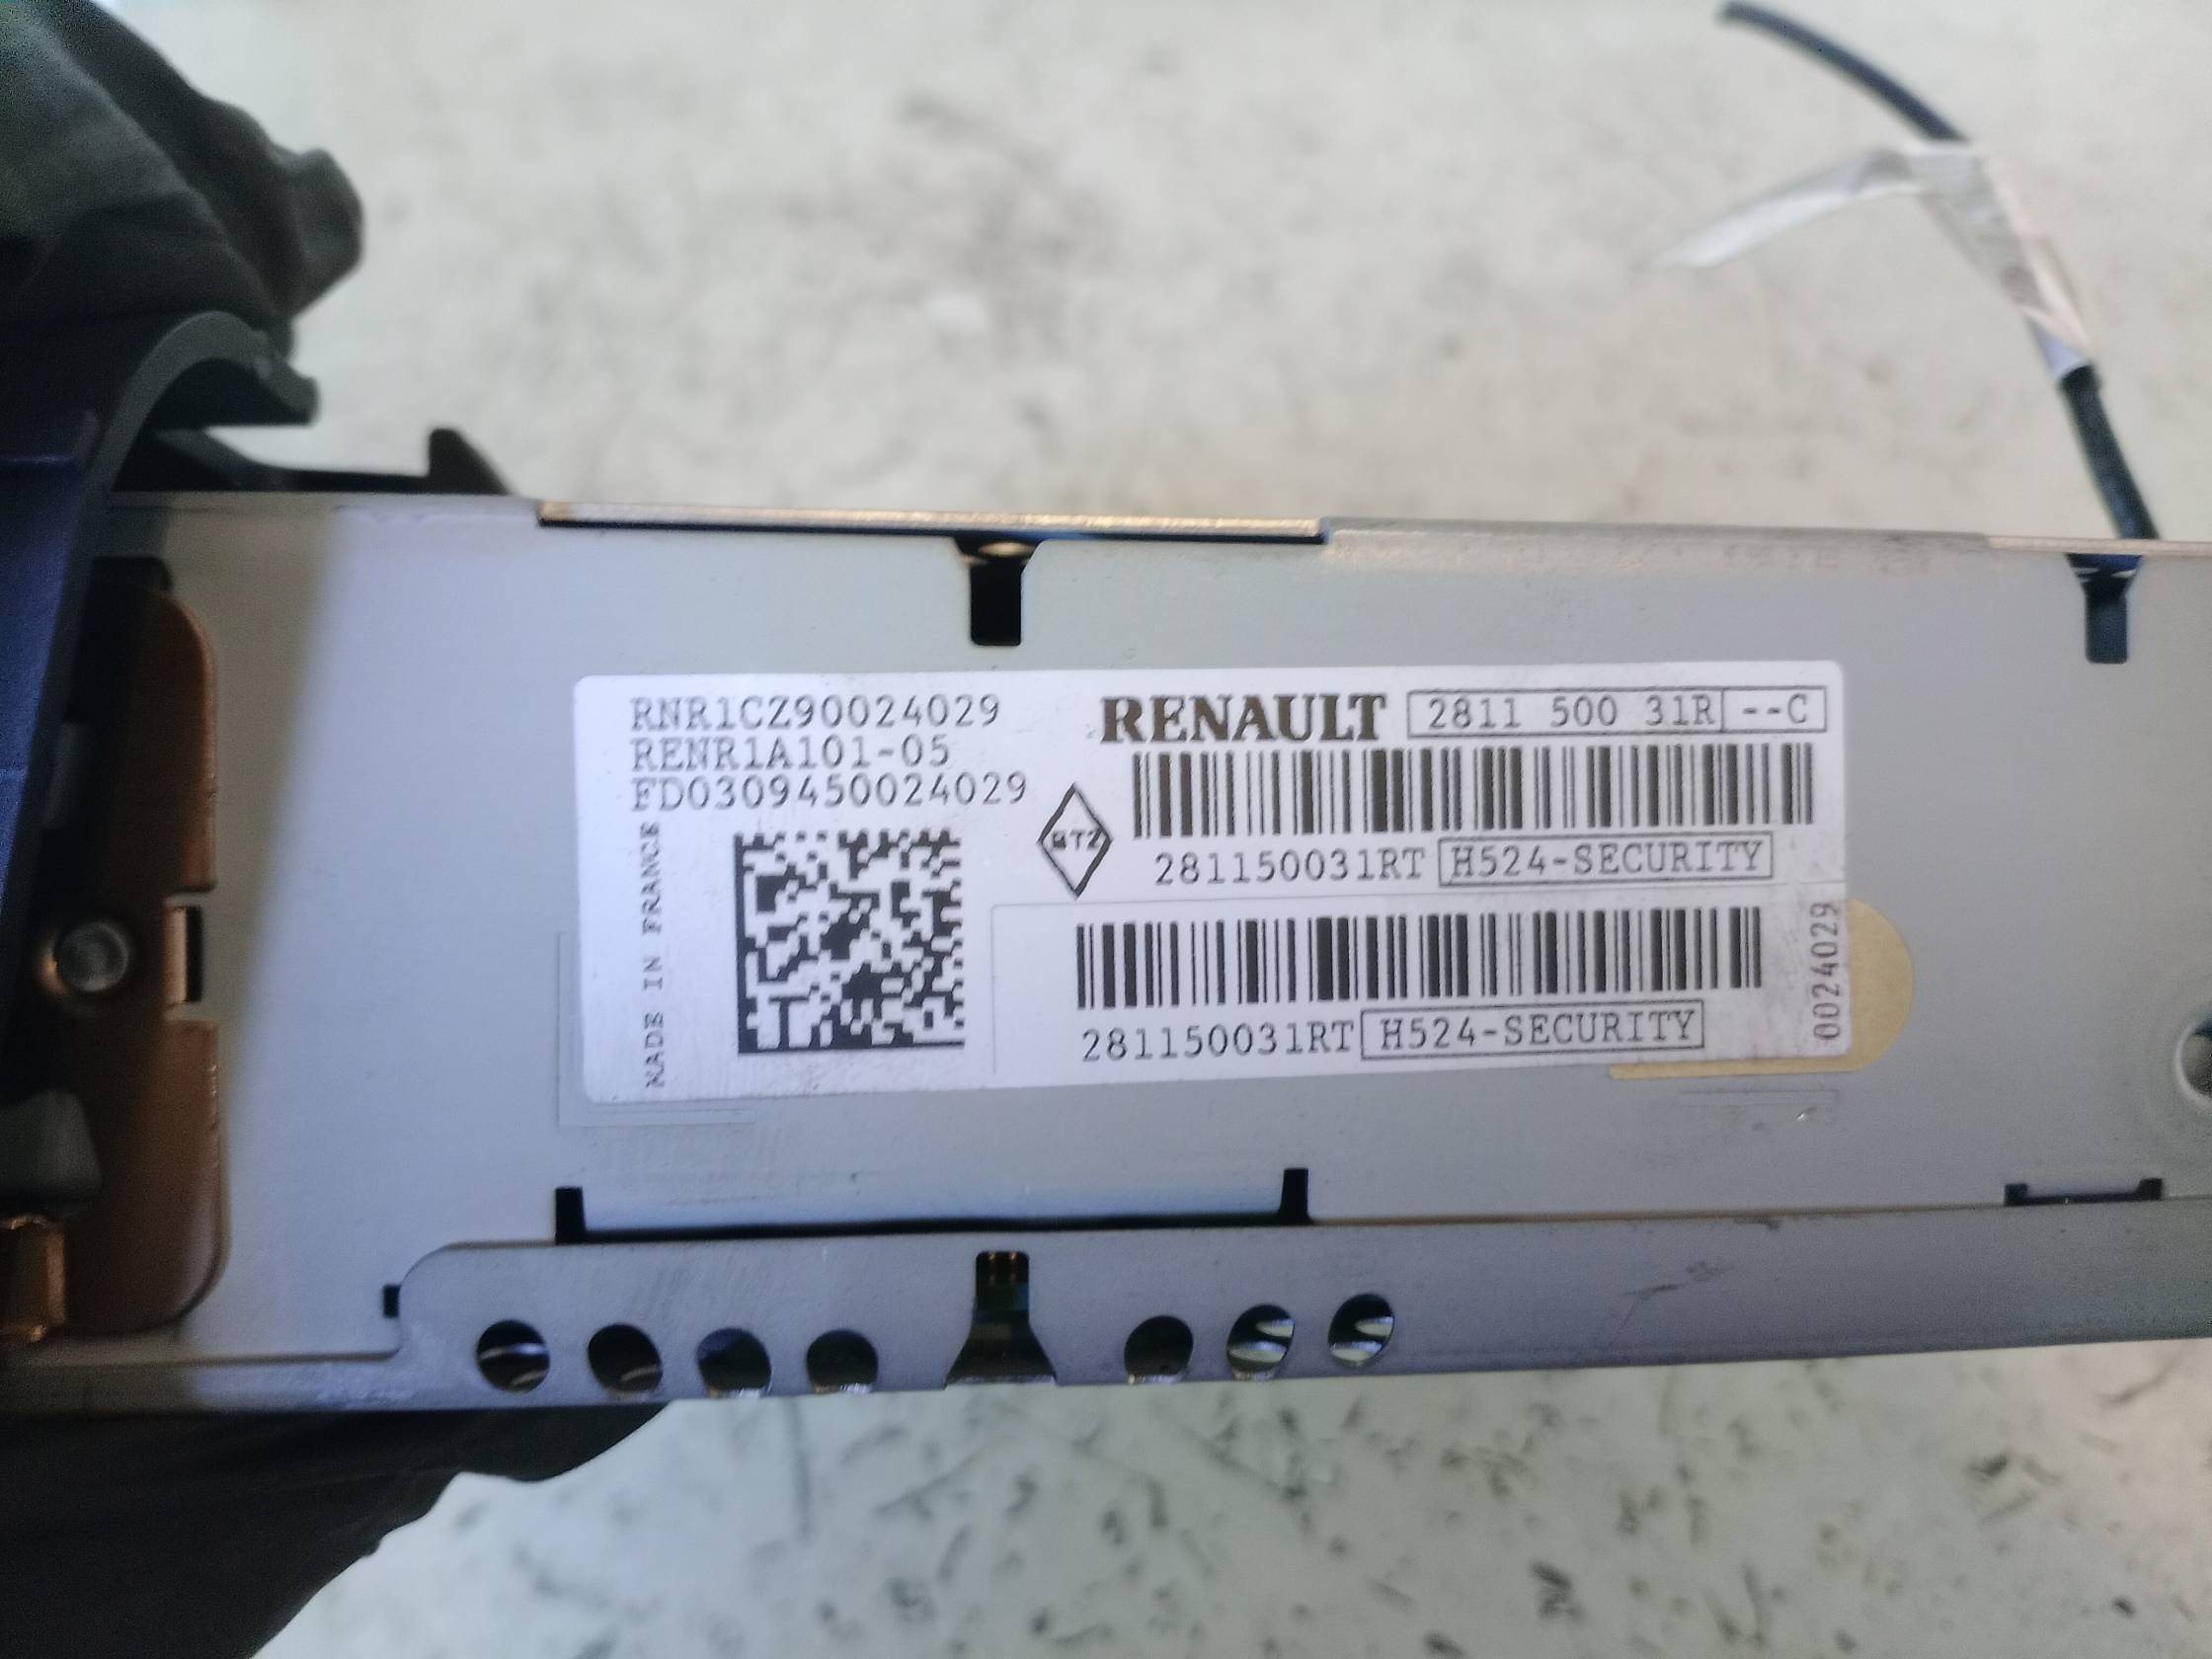 RNR1CZ90024029
RENR1A101-05
FD0309450024029
MADE IN FRANCE
RENAULT 2811 500 31R --C
281150031RT H524-SECURITY
281150031RT H524-SECURITY
0024029